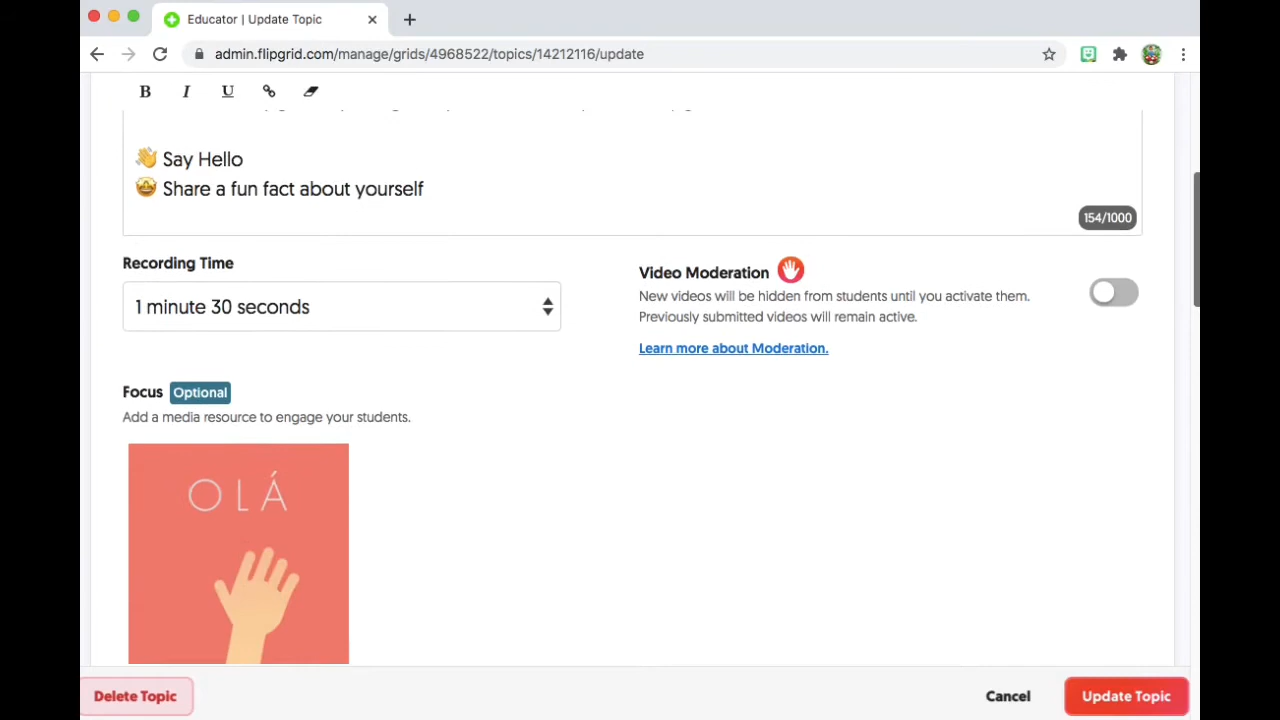 Educator | Update Topic
admin.flipgrid.com/manage/grids/4968522/topics/14212116/update
B I U
👋 Say Hello
🤩 Share a fun fact about yourself
154/1000
Recording Time
1 minute 30 seconds
Video Moderation
New videos will be hidden from students until you activate them.
Previously submitted videos will remain active.
Learn more about Moderation.
Focus Optional
Add a media resource to engage your students.
OLÁ
Delete Topic
Cancel
Update Topic